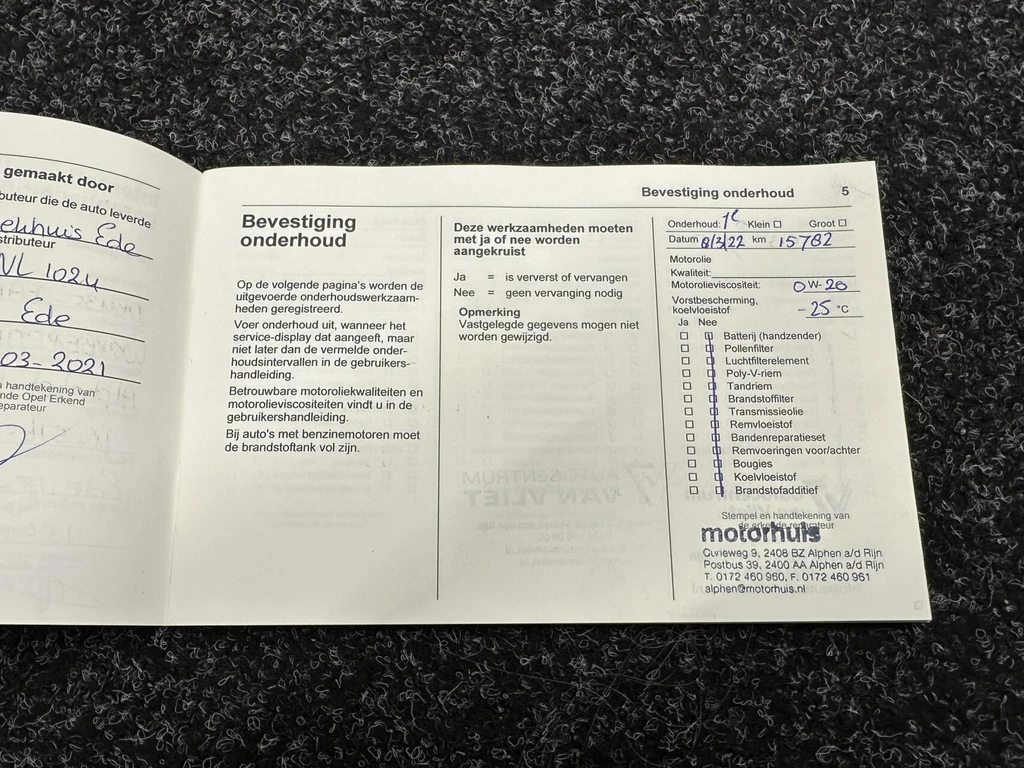 gemaakt door
buteur die de auto leverde
Ede
stributeur
NL 1024
Ede
03-2021
handtekening van
nde Opel Erkend
eparateur
Bevestiging onderhoud 5
Bevestiging
onderhoud
Op de volgende pagina's worden de
uitgevoerde onderhoudswerkzaam-
heden geregistreerd.
Voer onderhoud uit, wanneer het
service-display dat aangeeft, maar
niet later dan de vermelde onder-
houdsintervallen in de gebruikers-
handleiding.
Betrouwbare motoroliekwaliteiten en
motorolieviscositeiten vindt u in de
gebruikershandleiding.
Bij auto's met benzinemotoren moet
de brandstoftank vol zijn.
Deze werkzaamheden moeten
met ja of nee worden
aangekruist
Ja = is ververst of vervangen
Nee = geen vervanging nodig
Opmerking
Vastgelegde gegevens mogen niet
worden gewijzigd.
Onderhoud: 1e Klein Groot
Datum 8/3/22 km 15782
Motorolie
Kwaliteit:
Motorolieviscositeit: 0W-20
Vorstbescherming,
koelvloeistof -25 °C
Ja Nee
Batterij (handzender)
Pollenfilter
Luchtfilterelement
Poly-V-riem
Tandriem
Brandstoffilter
Transmissieolie
Remvloeistof
Bandenreparatieset
Remvoeringen voor/achter
Bougies
Koelvloeistof
Brandstofadditief
Stempel en handtekening van
de erkende reparateur
motorhuis
Cuvieweg 9, 2408 BZ Alphen a/d Rijn
Postbus 39, 2400 AA Alphen a/d Rijn
T. 0172 460 960, F. 0172 460 961
alphen@motorhuis.nl